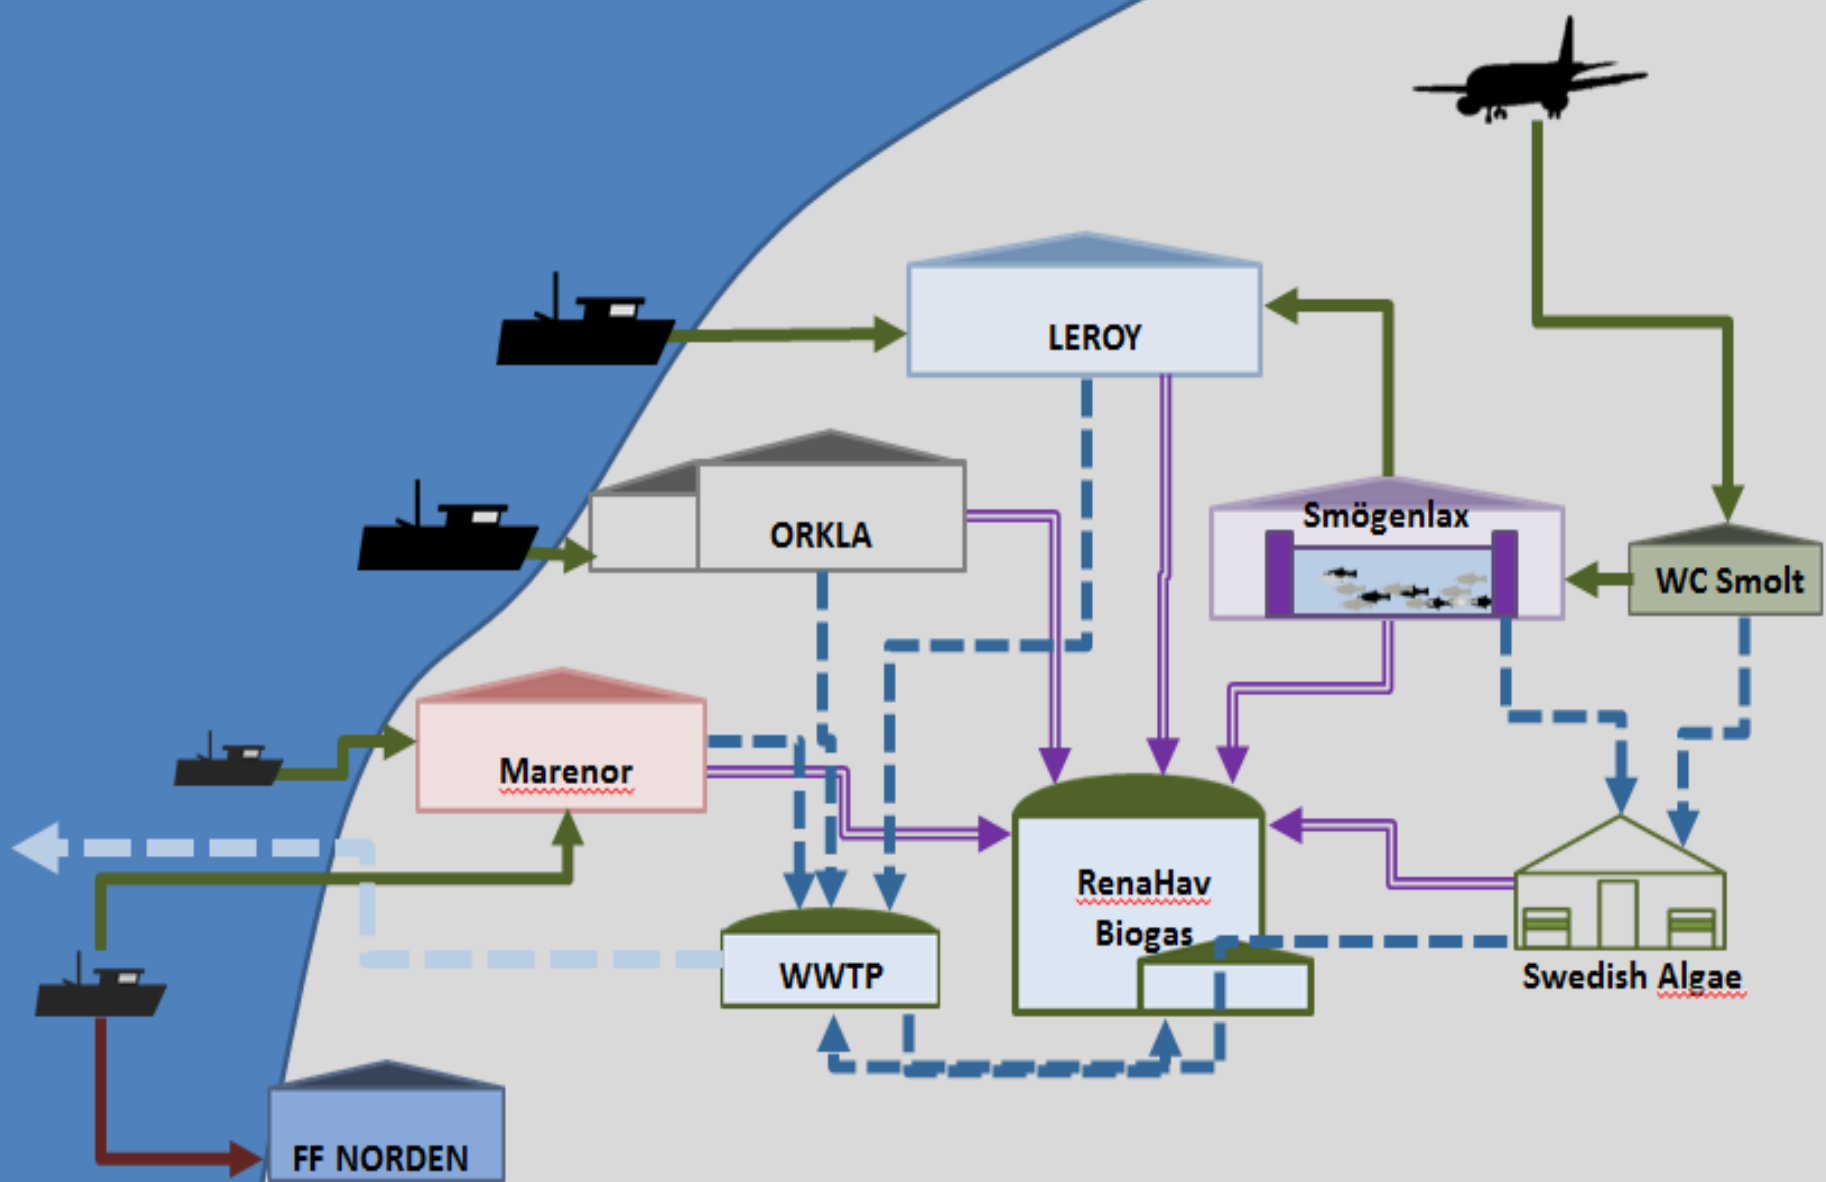 LEROY
Smögenlax
ORKLA
WC Smolt
Marenor
RenaHav
Biogas
WWTP
Swedish Algae
FF NORDEN